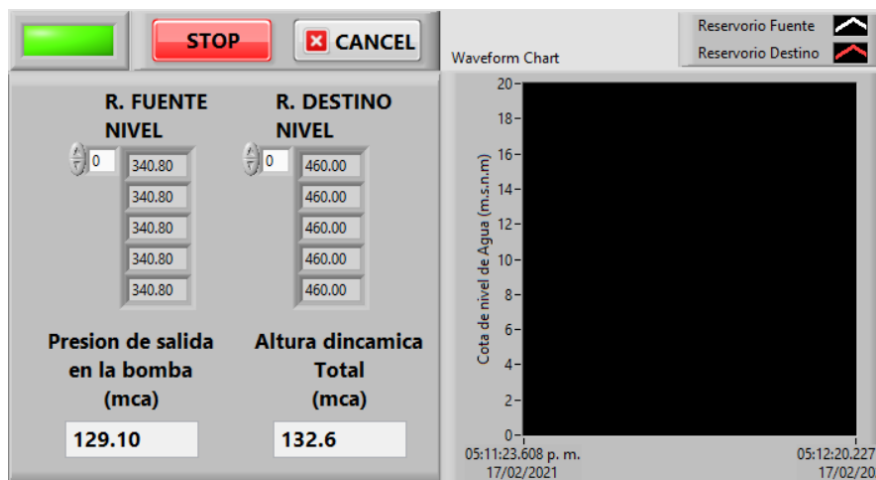 STOP
CANCEL
R. FUENTE
NIVEL
0
340.80
340.80
340.80
340.80
340.80
R. DESTINO
NIVEL
0
460.00
460.00
460.00
460.00
460.00
Presion de salida
en la bomba
(mca)
129.10
Altura dincamica
Total
(mca)
132.6
Waveform Chart
Reservorio Fuente
Reservorio Destino
Cota de nivel de Agua (m.s.n.m)
20
18
16
14
12
10
8
6
4
2
0
05:11:23.608 p. m.
17/02/2021
05:12:20.227
17/02/20